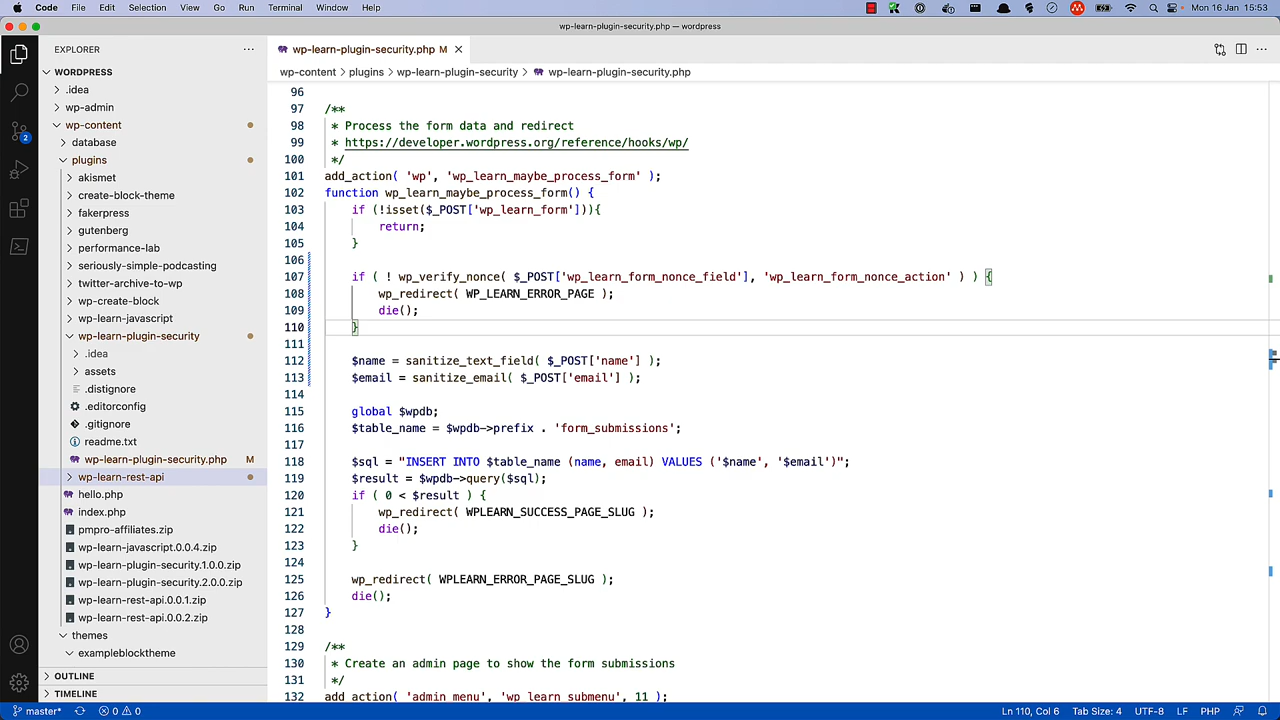 Code File Edit Selection View Go Run Terminal Window Help Mon 16 Jan 15:53
wp-learn-plugin-security.php — wordpress
EXPLORER
wp-learn-plugin-security.php M
WORDPRESS
wp-content > plugins > wp-learn-plugin-security > wp-learn-plugin-security.php
.idea
wp-admin
wp-content
database
plugins
akismet
create-block-theme
fakerpress
gutenberg
performance-lab
seriously-simple-podcasting
twitter-archive-to-wp
wp-create-block
wp-learn-javascript
wp-learn-plugin-security
.idea
assets
.distignore
.editorconfig
.gitignore
readme.txt
wp-learn-plugin-security.php M
wp-learn-rest-api
hello.php
index.php
pmpro-affiliates.zip
wp-learn-javascript.0.0.4.zip
wp-learn-plugin-security.1.0.0.zip
wp-learn-plugin-security.2.0.0.zip
wp-learn-rest-api.0.0.1.zip
wp-learn-rest-api.0.0.2.zip
themes
exampleblocktheme
OUTLINE
TIMELINE
2
96
97 /**
98 * Process the form data and redirect
99 * https://developer.wordpress.org/reference/hooks/wp/
100 */
101 add_action( 'wp', 'wp_learn_maybe_process_form' );
102 function wp_learn_maybe_process_form() {
103 if (!isset($_POST['wp_learn_form'])){
104 return;
105 }
106
107 if ( ! wp_verify_nonce( $_POST['wp_learn_form_nonce_field'], 'wp_learn_form_nonce_action' ) ) {
108 wp_redirect( WP_LEARN_ERROR_PAGE );
109 die();
110 }
111
112 $name = sanitize_text_field( $_POST['name'] );
113 $email = sanitize_email( $_POST['email'] );
114
115 global $wpdb;
116 $table_name = $wpdb->prefix . 'form_submissions';
117
118 $sql = "INSERT INTO $table_name (name, email) VALUES ('$name', '$email')";
119 $result = $wpdb->query($sql);
120 if ( 0 < $result ) {
121 wp_redirect( WPLEARN_SUCCESS_PAGE_SLUG );
122 die();
123 }
124
125 wp_redirect( WPLEARN_ERROR_PAGE_SLUG );
126 die();
127 }
128
129 /**
130 * Create an admin page to show the form submissions
131 */
132 add_action( 'admin_menu', 'wp_learn_submenu', 11 );
master* 0 0 Ln 110, Col 6 Tab Size: 4 UTF-8 LF PHP